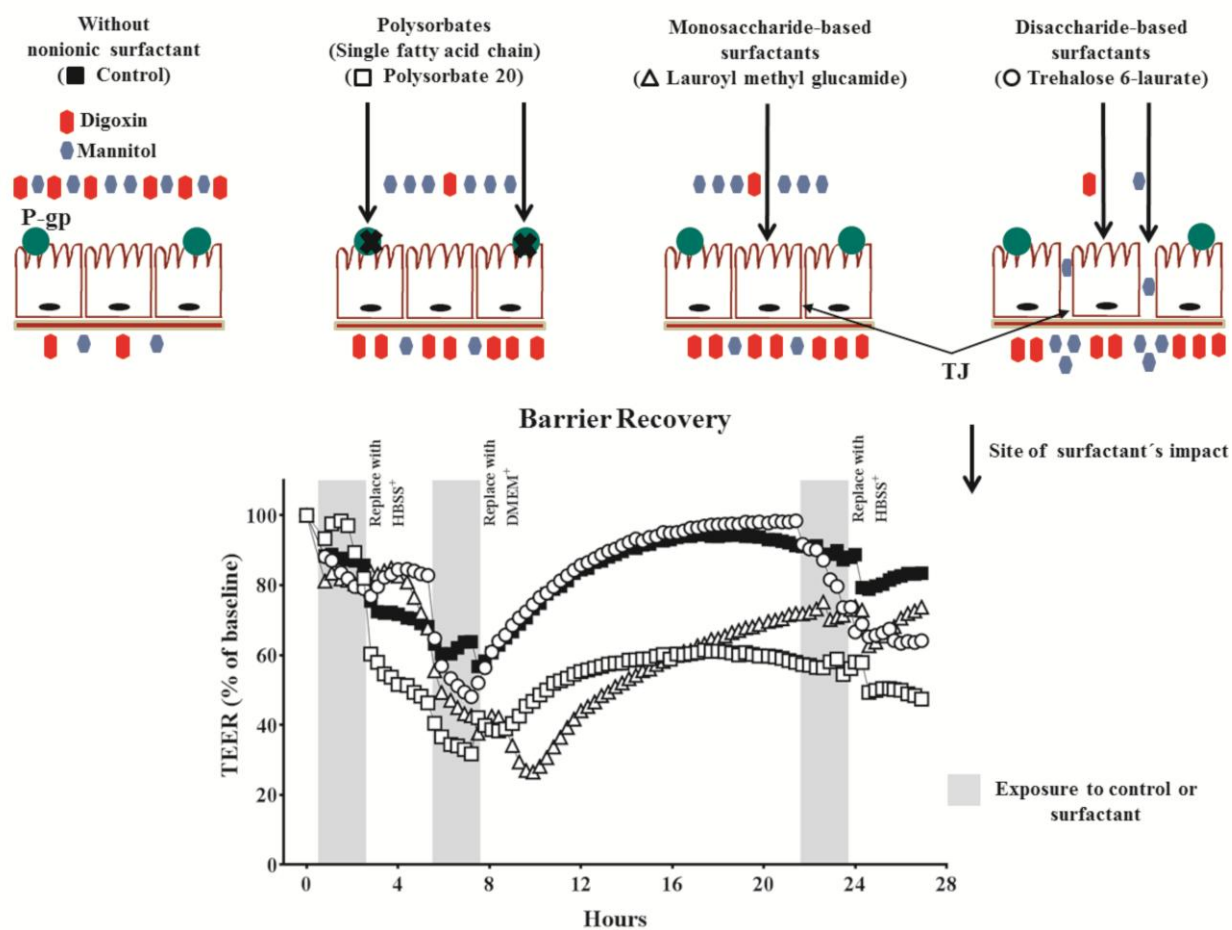 Without
nonionic surfactant
(■ Control)
Polysorbates
(Single fatty acid chain)
(□ Polysorbate 20)
Monosaccharide-based
surfactants
(△ Lauroyl methyl glucamide)
Disaccharide-based
surfactants
(○ Trehalose 6-laurate)
Digoxin
Mannitol
P-gp
TJ
Barrier Recovery
Site of surfactant´s impact
Replace with
HBSS⁺
Replace with
DMEM⁺
Replace with
HBSS⁺
TEER (% of baseline)
100
80
60
40
20
0
0 4 8 12 16 20 24 28
Hours
Exposure to control or
surfactant